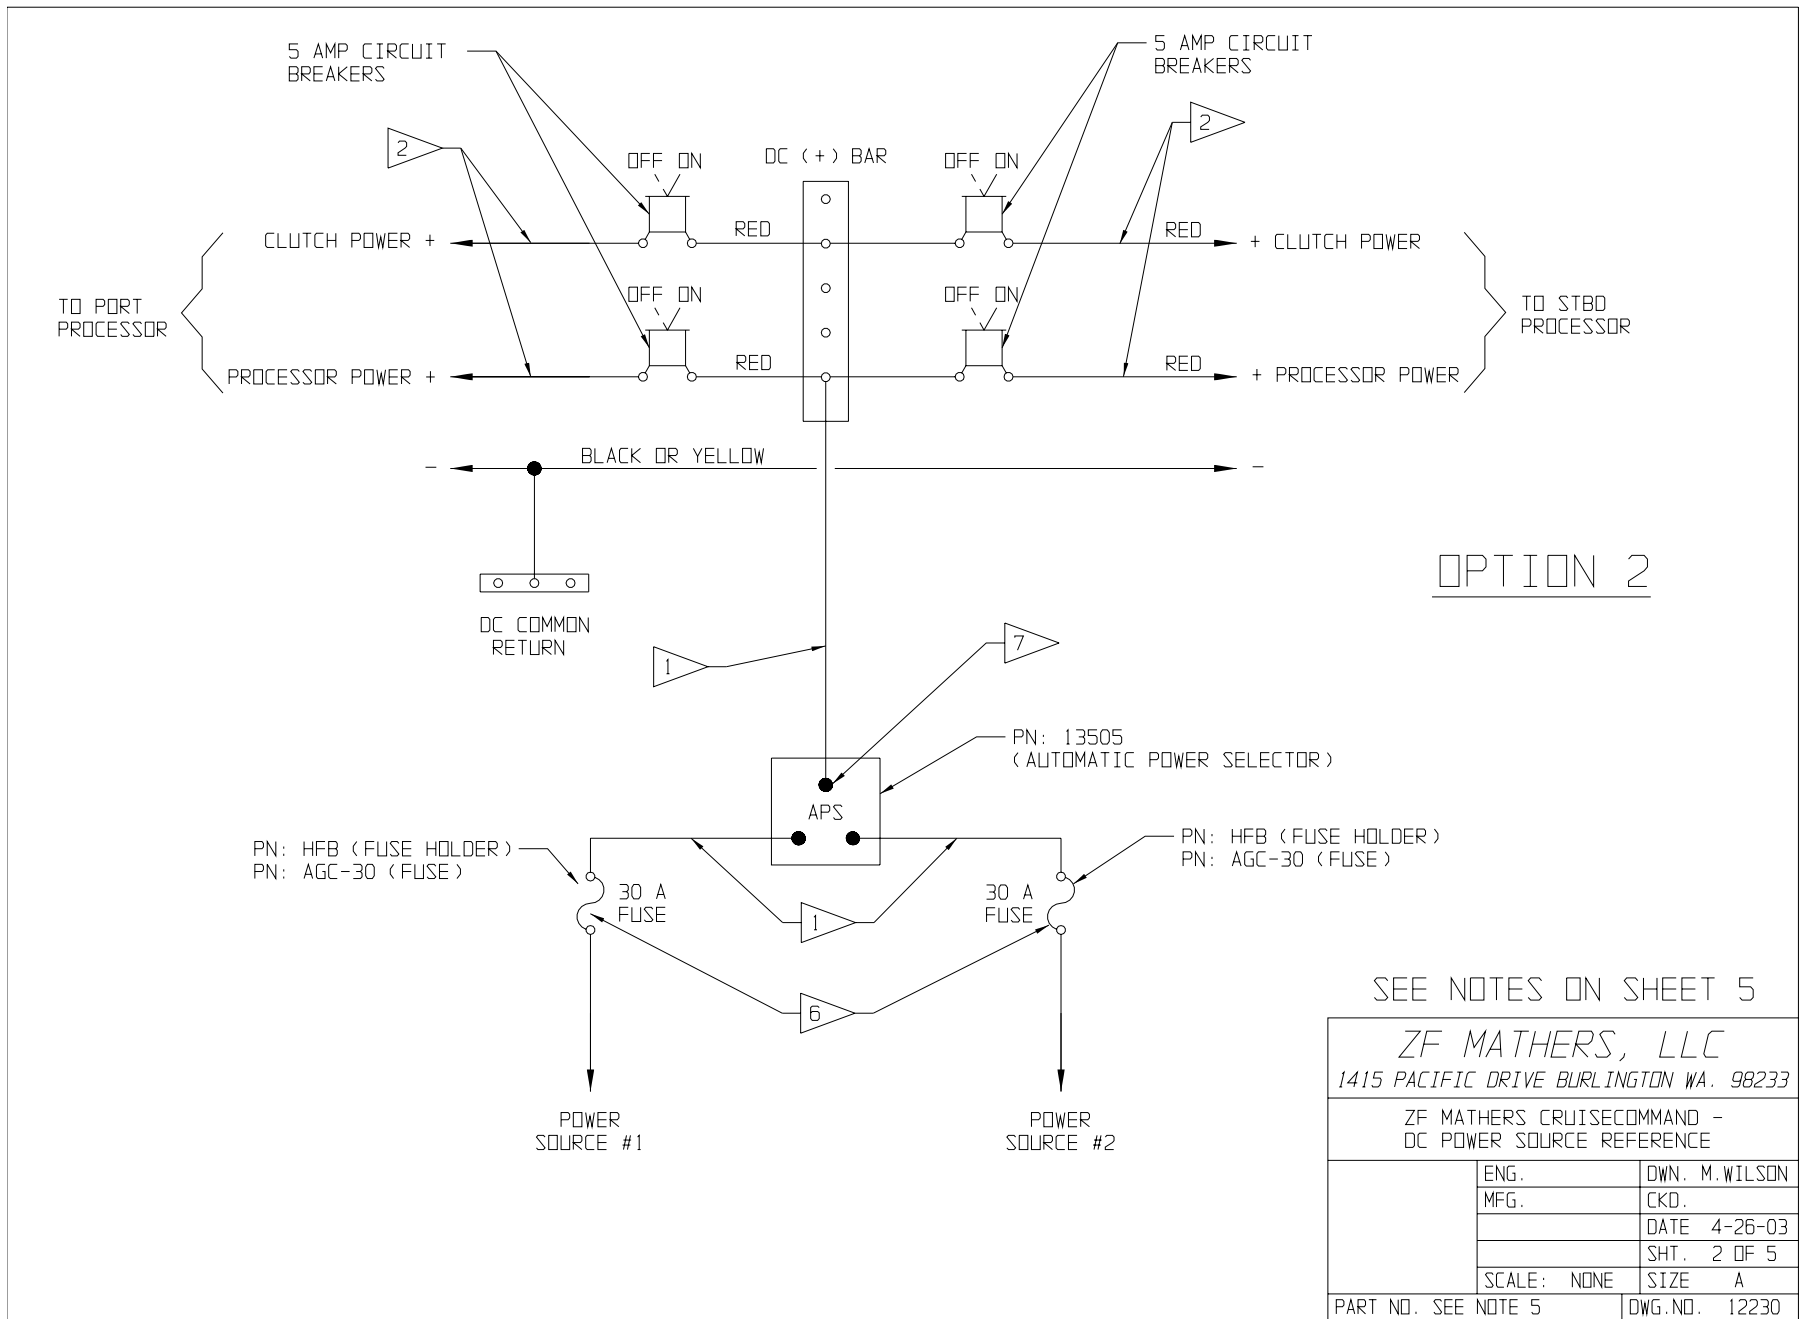 5 AMP CIRCUIT
BREAKERS
5 AMP CIRCUIT
BREAKERS
2
2
OFF ON
DC (+) BAR
OFF ON
CLUTCH POWER +
RED
RED
+ CLUTCH POWER
TO PORT
PROCESSOR
OFF ON
OFF ON
TO STBD
PROCESSOR
PROCESSOR POWER +
RED
RED
+ PROCESSOR POWER
-
BLACK OR YELLOW
-
OPTION 2
DC COMMON
RETURN
1
7
PN: 13505
(AUTOMATIC POWER SELECTOR)
APS
PN: HFB (FUSE HOLDER)
PN: AGC-30 (FUSE)
PN: HFB (FUSE HOLDER)
PN: AGC-30 (FUSE)
30 A
FUSE
30 A
FUSE
1
6
POWER
SOURCE #1
POWER
SOURCE #2
SEE NOTES ON SHEET 5
ZF MATHERS, LLC
1415 PACIFIC DRIVE BURLINGTON WA. 98233
ZF MATHERS CRUISECOMMAND -
DC POWER SOURCE REFERENCE
ENG.
DWN. M.WILSON
MFG.
CKD.
DATE 4-26-03
SHT. 2 OF 5
SCALE: NONE
SIZE A
PART NO. SEE NOTE 5
DWG.NO. 12230